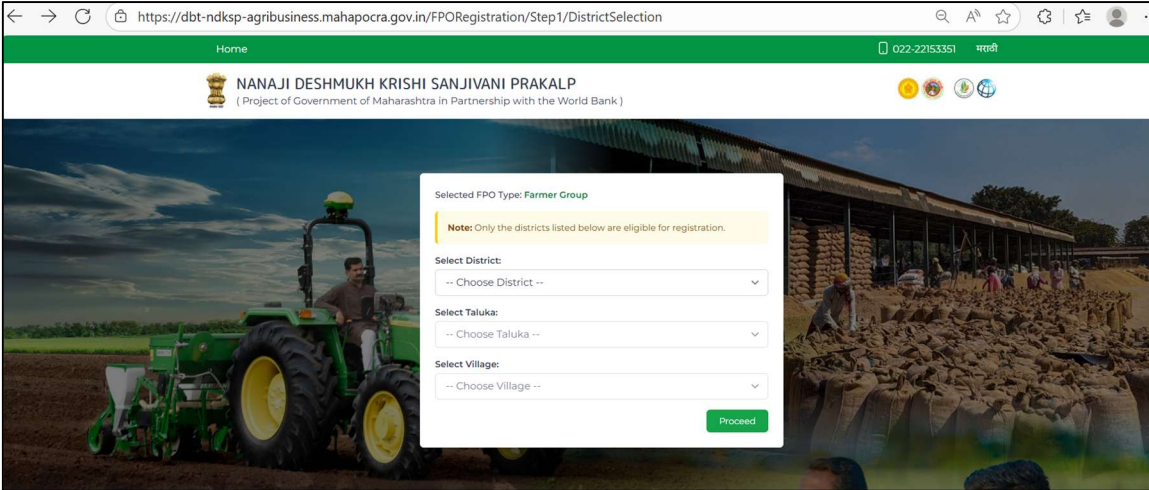 https://dbt-ndksp-agribusiness.mahapocra.gov.in/FPORegistration/Step1/DistrictSelection
Home
022-22153351 मराठी
NANAJI DESHMUKH KRISHI SANJIVANI PRAKALP
( Project of Government of Maharashtra in Partnership with the World Bank )
Selected FPO Type: Farmer Group
Note: Only the districts listed below are eligible for registration.
Select District:
-- Choose District --
Select Taluka:
-- Choose Taluka --
Select Village:
-- Choose Village --
Proceed